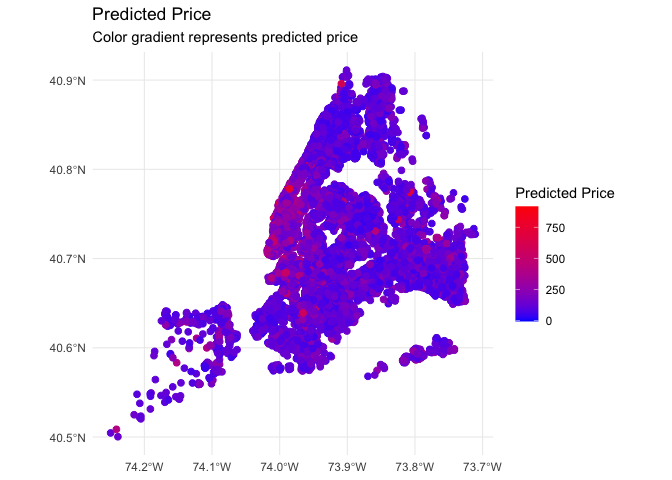 Predicted Price
Color gradient represents predicted price
40.9°N
40.8°N
40.7°N
40.6°N
40.5°N
74.2°W 74.1°W 74.0°W 73.9°W 73.8°W 73.7°W
Predicted Price
750
500
250
0